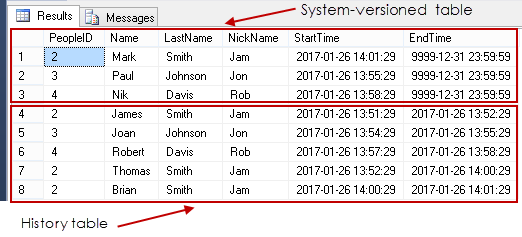 System-versioned table
Results Messages
PeopleID Name LastName NickName StartTime EndTime
1 2 Mark Smith Jam 2017-01-26 14:01:29 9999-12-31 23:59:59
2 3 Paul Johnson Jon 2017-01-26 13:55:29 9999-12-31 23:59:59
3 4 Nik Davis Rob 2017-01-26 13:58:29 9999-12-31 23:59:59
4 2 James Smith Jam 2017-01-26 13:51:29 2017-01-26 13:52:29
5 3 Joan Johnson Jon 2017-01-26 13:54:29 2017-01-26 13:55:29
6 4 Robert Davis Rob 2017-01-26 13:57:29 2017-01-26 13:58:29
7 2 Thomas Smith Jam 2017-01-26 13:52:29 2017-01-26 14:00:29
8 2 Brian Smith Jam 2017-01-26 14:00:29 2017-01-26 14:01:29
History table